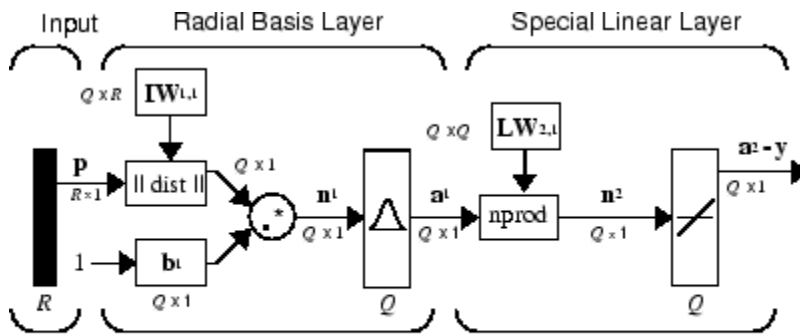 Input
Radial Basis Layer
Special Linear Layer
Q x R
IW1,1
Q x Q
LW2,1
p
R x 1
|| dist ||
Q x 1
.*
n1
Q x 1
a1
Q x 1
nprod
n2
Q x 1
a2 - y
Q x 1
1
b1
Q x 1
R
Q
Q